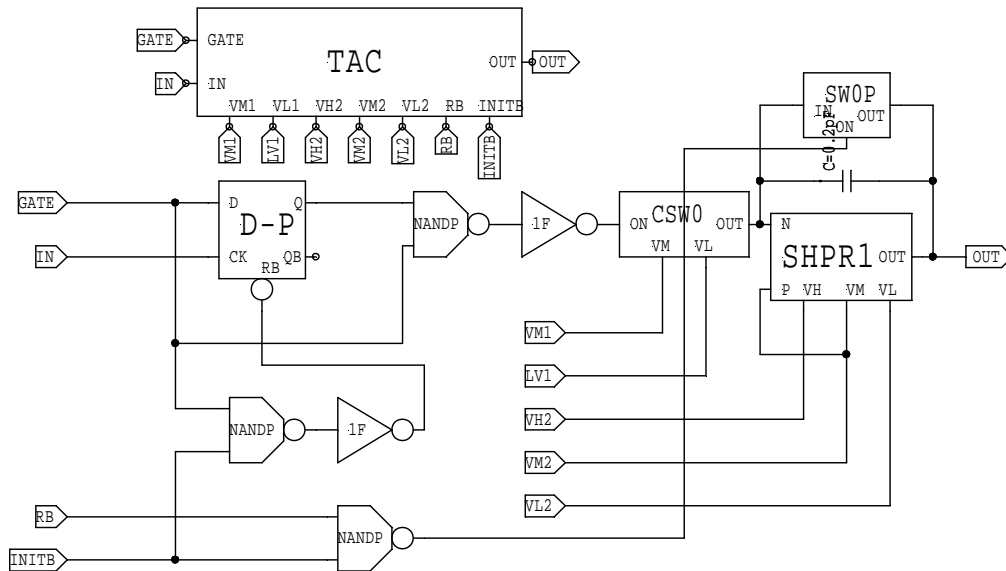 GATE
GATE
TAC
OUT
OUT
IN
IN
VM1 VL1 VH2 VM2 VL2 RB INITB
VM1
LV1
VH2
VM2
VL2
RB
INITB
SW0P
IN
OUT
ON
C=0.2pF
GATE
D
Q
D-P
NANDP
1F
ON
CSW0
OUT
N
IN
CK
QB
RB
VM
VL
SHPR1
OUT
OUT
P
VH
VM
VL
VM1
LV1
VH2
NANDP
1F
VM2
VL2
RB
NANDP
INITB